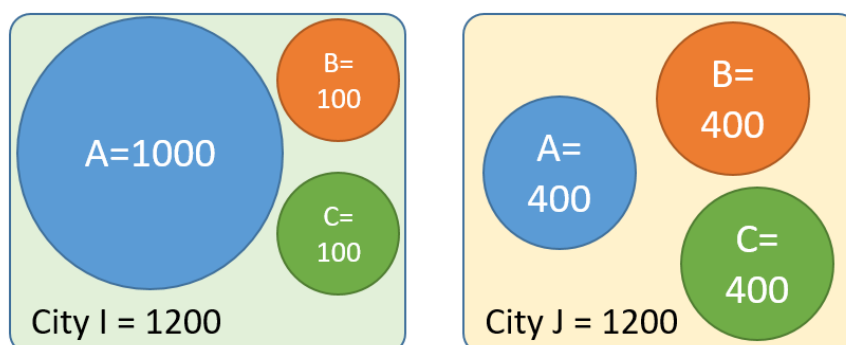 A=1000
B=
100
C=
100
City I = 1200
A=
400
B=
400
C=
400
City J = 1200